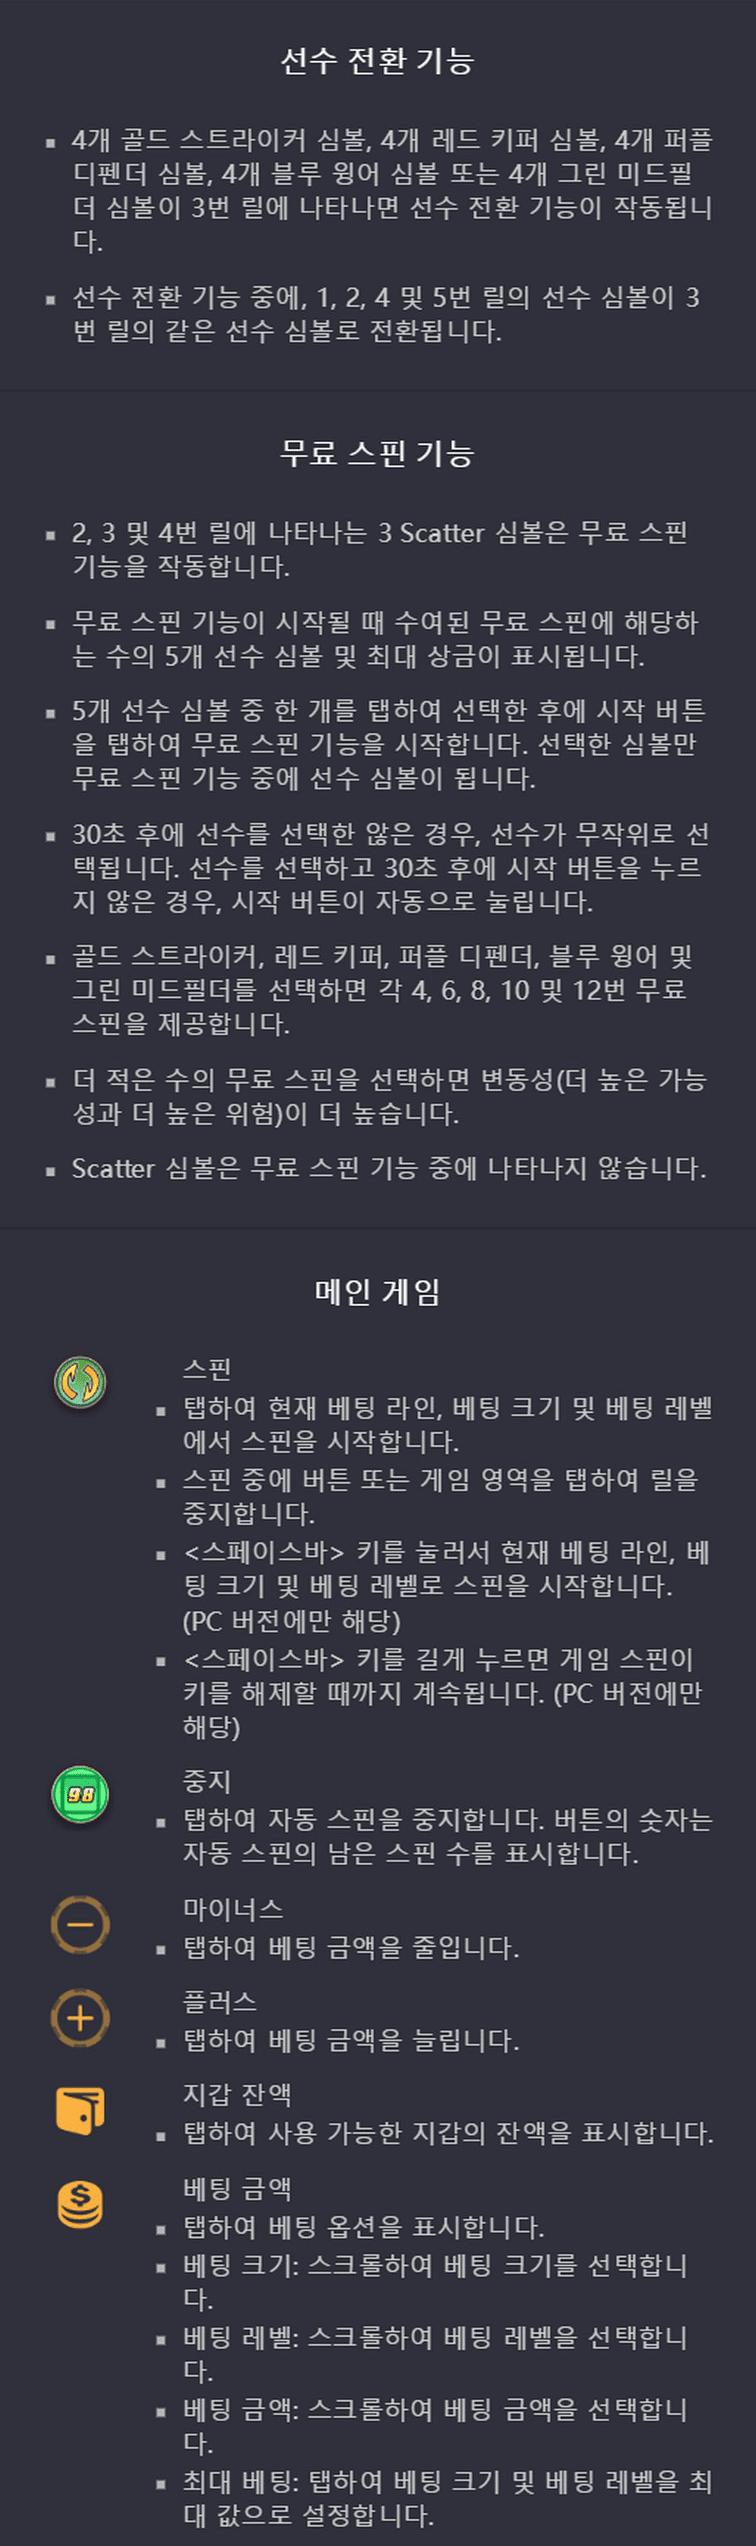 선수 전환 기능
4개 골드 스트라이커 심볼, 4개 레드 키퍼 심볼, 4개 퍼플
디펜더 심볼, 4개 블루 윙어 심볼 또는 4개 그린 미드필
더 심볼이 3번 릴에 나타나면 선수 전환 기능이 작동됩니
다.
선수 전환 기능 중에, 1, 2, 4 및 5번 릴의 선수 심볼이 3
번 릴의 같은 선수 심볼로 전환됩니다.
무료 스핀 기능
2, 3 및 4번 릴에 나타나는 3 Scatter 심볼은 무료 스핀
기능을 작동합니다.
무료 스핀 기능이 시작될 때 수여된 무료 스핀에 해당하
는 수의 5개 선수 심볼 및 최대 상금이 표시됩니다.
5개 선수 심볼 중 한 개를 탭하여 선택한 후에 시작 버튼
을 탭하여 무료 스핀 기능을 시작합니다. 선택한 심볼만
무료 스핀 기능 중에 선수 심볼이 됩니다.
30초 후에 선수를 선택한 않은 경우, 선수가 무작위로 선
택됩니다. 선수를 선택하고 30초 후에 시작 버튼을 누르
지 않은 경우, 시작 버튼이 자동으로 눌립니다.
골드 스트라이커, 레드 키퍼, 퍼플 디펜더, 블루 윙어 및
그린 미드필더를 선택하면 각 4, 6, 8, 10 및 12번 무료
스핀을 제공합니다.
더 적은 수의 무료 스핀을 선택하면 변동성(더 높은 가능
성과 더 높은 위험)이 더 높습니다.
Scatter 심볼은 무료 스핀 기능 중에 나타나지 않습니다.
메인 게임
스핀
탭하여 현재 베팅 라인, 베팅 크기 및 베팅 레벨
에서 스핀을 시작합니다.
스핀 중에 버튼 또는 게임 영역을 탭하여 릴을
중지합니다.
<스페이스바> 키를 눌러서 현재 베팅 라인, 베
팅 크기 및 베팅 레벨로 스핀을 시작합니다.
(PC 버전에만 해당)
<스페이스바> 키를 길게 누르면 게임 스핀이
키를 해제할 때까지 계속됩니다. (PC 버전에만
해당)
98
중지
탭하여 자동 스핀을 중지합니다. 버튼의 숫자는
자동 스핀의 남은 스핀 수를 표시합니다.
마이너스
탭하여 베팅 금액을 줄입니다.
플러스
탭하여 베팅 금액을 늘립니다.
지갑 잔액
탭하여 사용 가능한 지갑의 잔액을 표시합니다.
베팅 금액
탭하여 베팅 옵션을 표시합니다.
베팅 크기: 스크롤하여 베팅 크기를 선택합니
다.
베팅 레벨: 스크롤하여 베팅 레벨을 선택합니
다.
베팅 금액: 스크롤하여 베팅 금액을 선택합니
다.
최대 베팅: 탭하여 베팅 크기 및 베팅 레벨을 최
대 값으로 설정합니다.